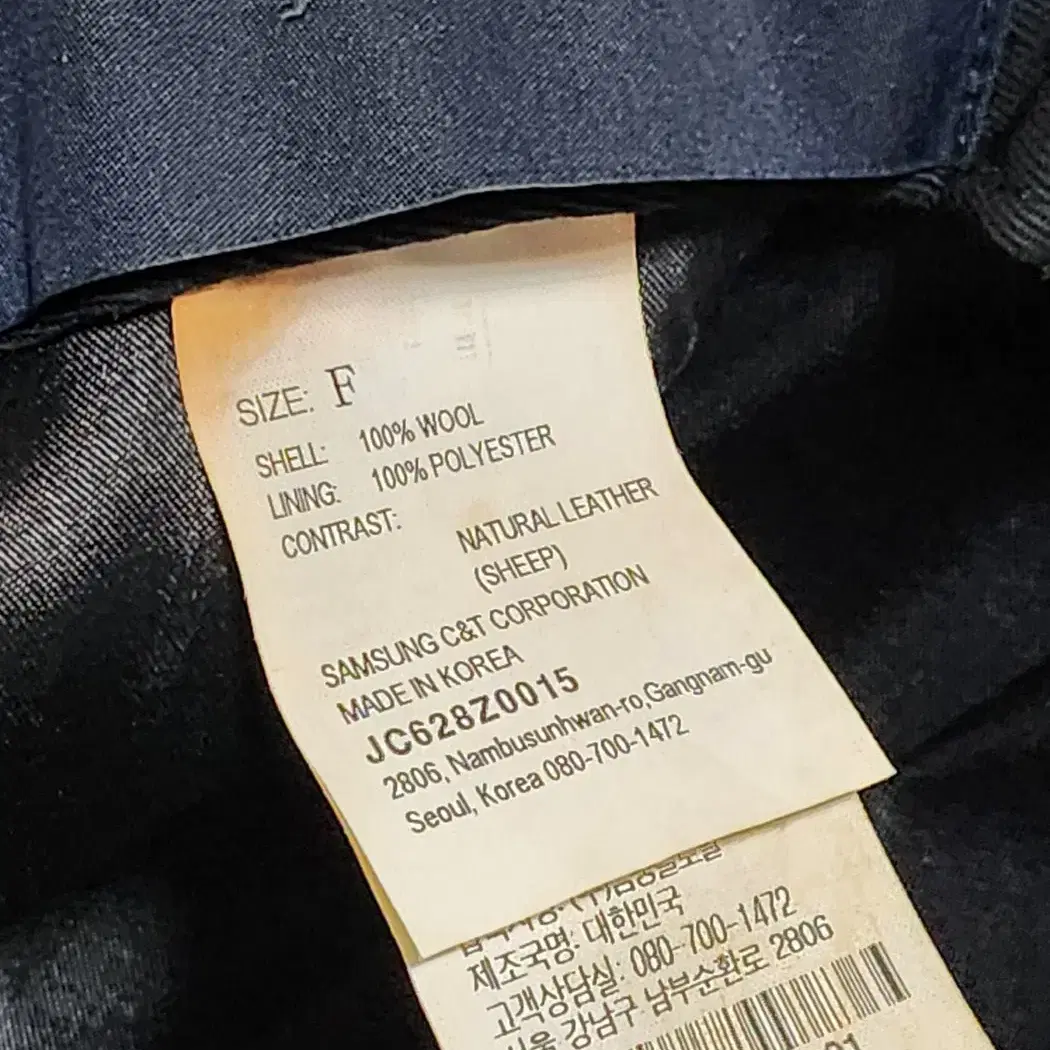 SIZE: F
SHELL: 100% WOOL
LINING: 100% POLYESTER
CONTRAST:
NATURAL LEATHER
(SHEEP)
SAMSUNG C&T CORPORATION
MADE IN KOREA
JC628Z0015
2806, Nambusunhwan-ro,Gangnam-gu
Seoul, Korea 080-700-1472
제조국명: 대한민국
고객상담실: 080-700-1472
서울 강남구 남부순환로 2806